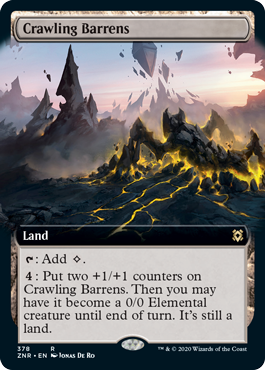 Crawling Barrens
Land
: Add .
4 : Put two +1/+1 counters on
Crawling Barrens. Then you may
have it become a 0/0 Elemental
creature until end of turn. It's still a
land.
378 R
ZNR • EN Jonas De Ro
™ & © 2020 Wizards of the Coast